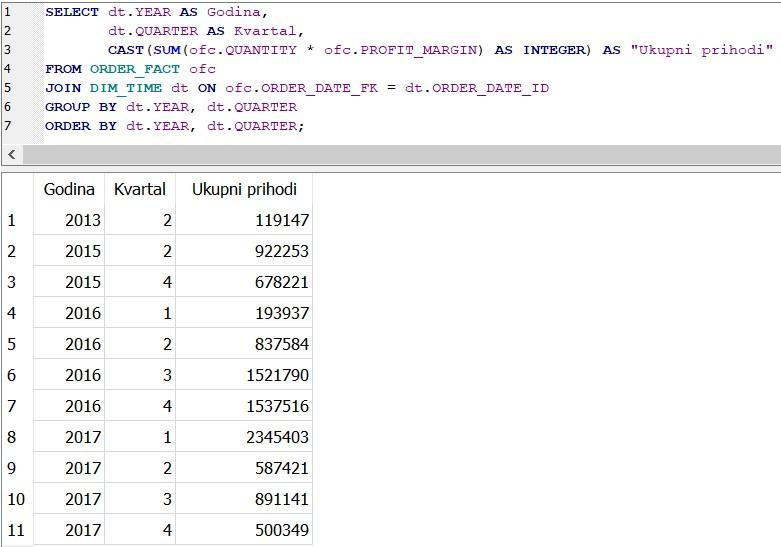 1 SELECT dt.YEAR AS Godina,
2 dt.QUARTER AS Kvartal,
3 CAST(SUM(ofc.QUANTITY * ofc.PROFIT_MARGIN) AS INTEGER) AS "Ukupni prihodi"
4 FROM ORDER_FACT ofc
5 JOIN DIM_TIME dt ON ofc.ORDER_DATE_FK = dt.ORDER_DATE_ID
6 GROUP BY dt.YEAR, dt.QUARTER
7 ORDER BY dt.YEAR, dt.QUARTER;
Godina Kvartal Ukupni prihodi
1 2013 2 119147
2 2015 2 922253
3 2015 4 678221
4 2016 1 193937
5 2016 2 837584
6 2016 3 1521790
7 2016 4 1537516
8 2017 1 2345403
9 2017 2 587421
10 2017 3 891141
11 2017 4 500349